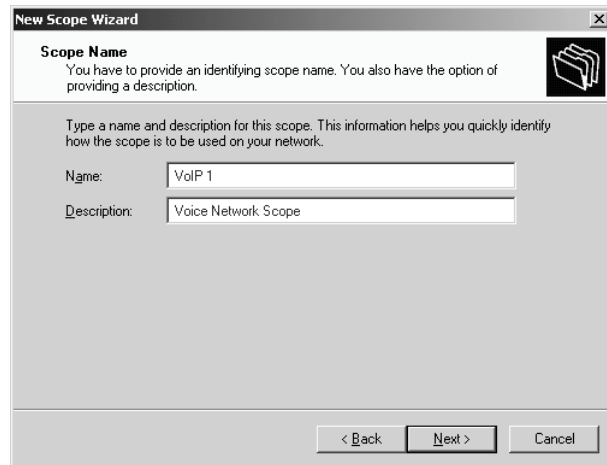 New Scope Wizard
Scope Name
You have to provide an identifying scope name. You also have the option of
providing a description.
Type a name and description for this scope. This information helps you quickly identify
how the scope is to be used on your network.
Name: VoIP 1
Description: Voice Network Scope
< Back Next > Cancel